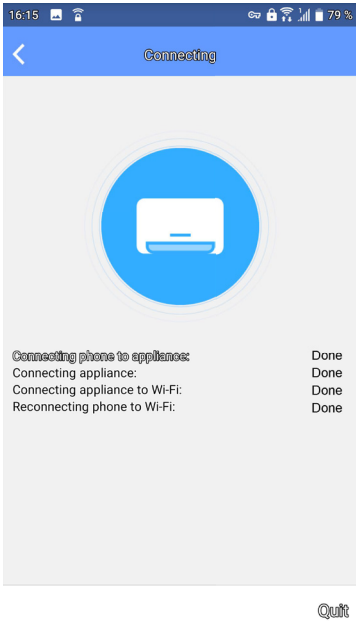 16:15 79 %
Connecting
Connecting phone to appliance: Done
Connecting appliance: Done
Connecting appliance to Wi-Fi: Done
Reconnecting phone to Wi-Fi: Done
Quit